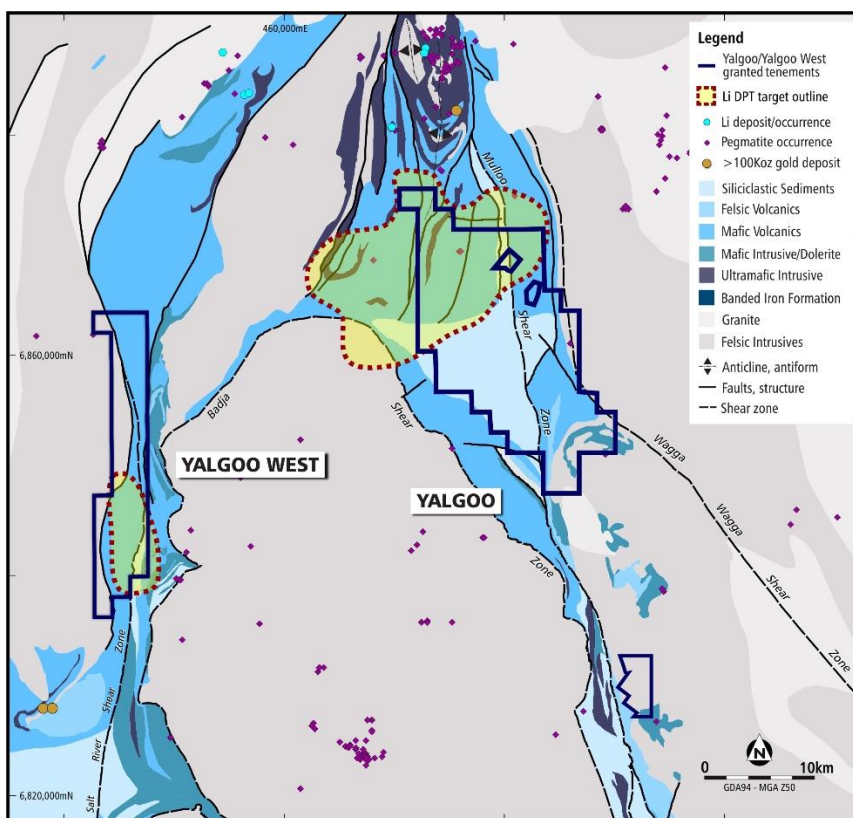 460,000mE
Legend
Yalgoo/Yalgoo West
granted tenements
Li DPT target outline
Li deposit/occurrence
Pegmatite occurrence
>100Koz gold deposit
Siliciclastic Sediments
Felsic Volcanics
Mafic Volcanics
Mafic Intrusive/Dolerite
Ultramafic Intrusive
Banded Iron Formation
Granite
Felsic Intrusives
Anticline, antiform
Faults, structure
Shear zone
Mulloo
Shear
Zone
6,860,000mN
Badja
Shear
Zone
YALGOO WEST
YALGOO
Wagga
Wagga
Shear
Zone
Zone
Shear
River
Salt
6,820,000mN
N
0
10km
GDA94 - MGA Z50